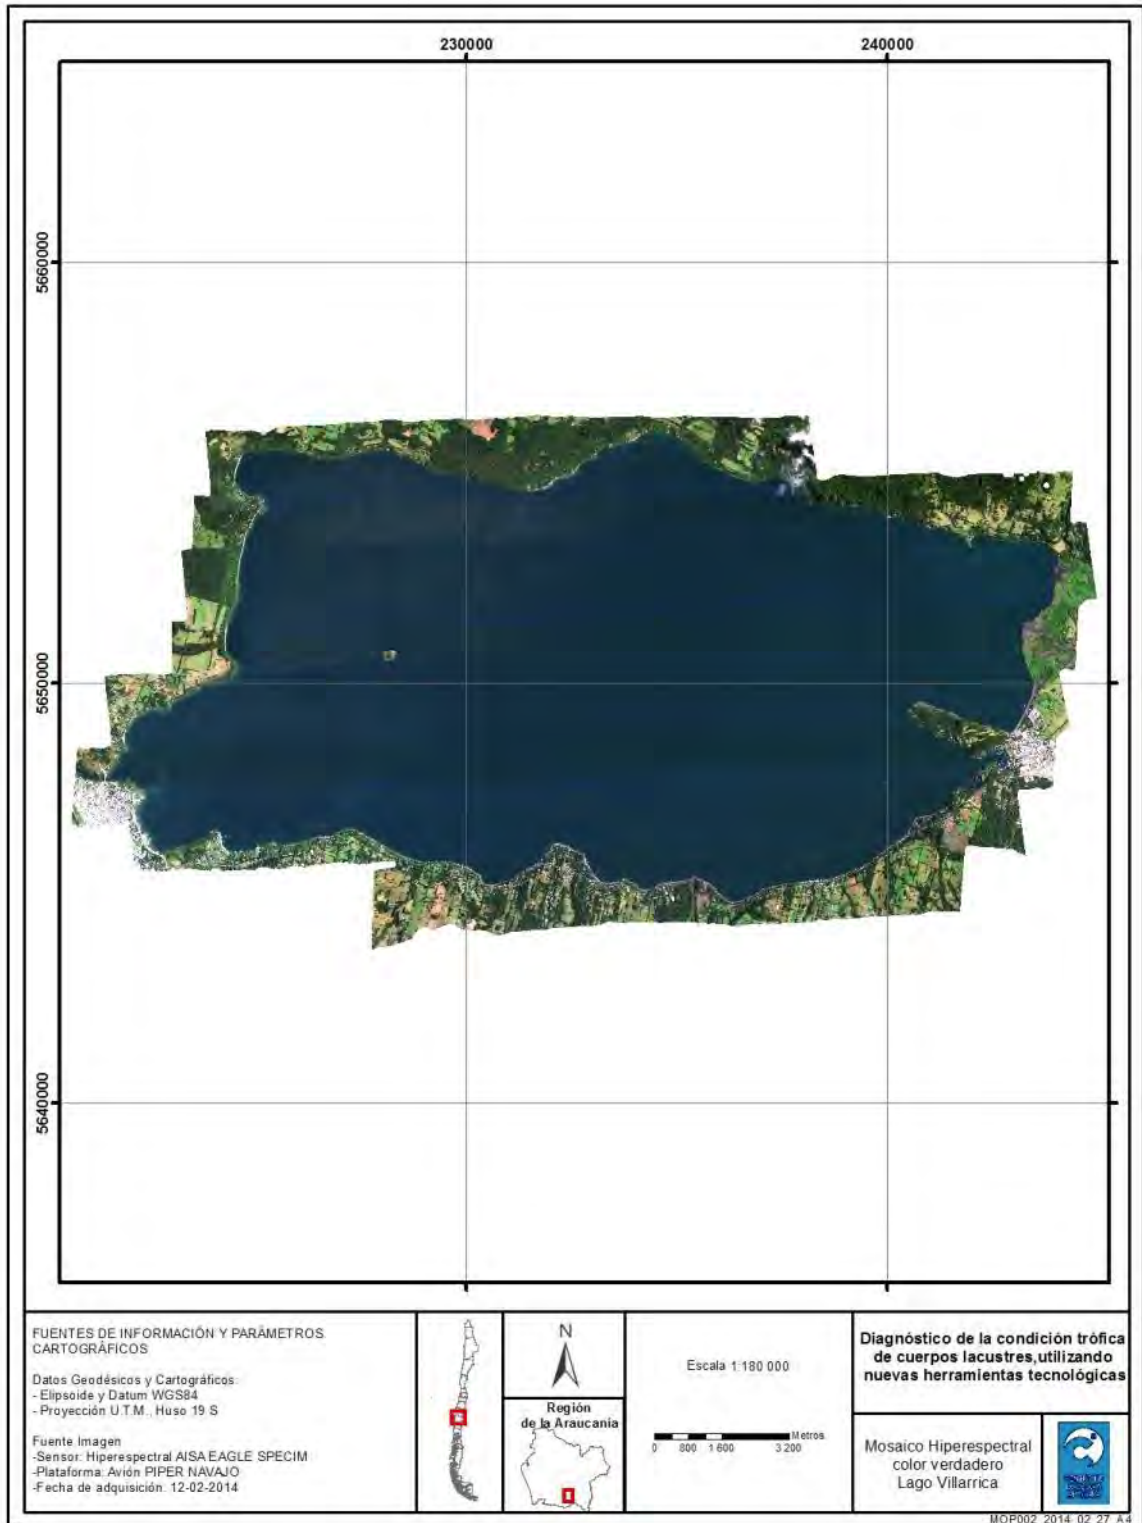 230000
240000
5660000
5650000
5640000
FUENTES DE INFORMACIÓN Y PARÁMETROS
CARTOGRÁFICOS
Datos Geodésicos y Cartográficos
- Elipsoide y Datum WGS84
- Proyección U.T.M., Huso 19 S
Fuente Imagen
-Sensor: Hiperespectral AISA EAGLE SPECIM
-Plataforma: Avión PIPER NAVAJO
-Fecha de adquisición: 12-02-2014
N
Región
de la Araucanía
Escala 1:180 000
Metros
0 800 1 600 3 200
Diagnóstico de la condición trófica
de cuerpos lacustres,utilizando
nuevas herramientas tecnológicas
Mosaico Hiperespectral
color verdadero
Lago Villarrica
MOP002_2014_02_27_A4